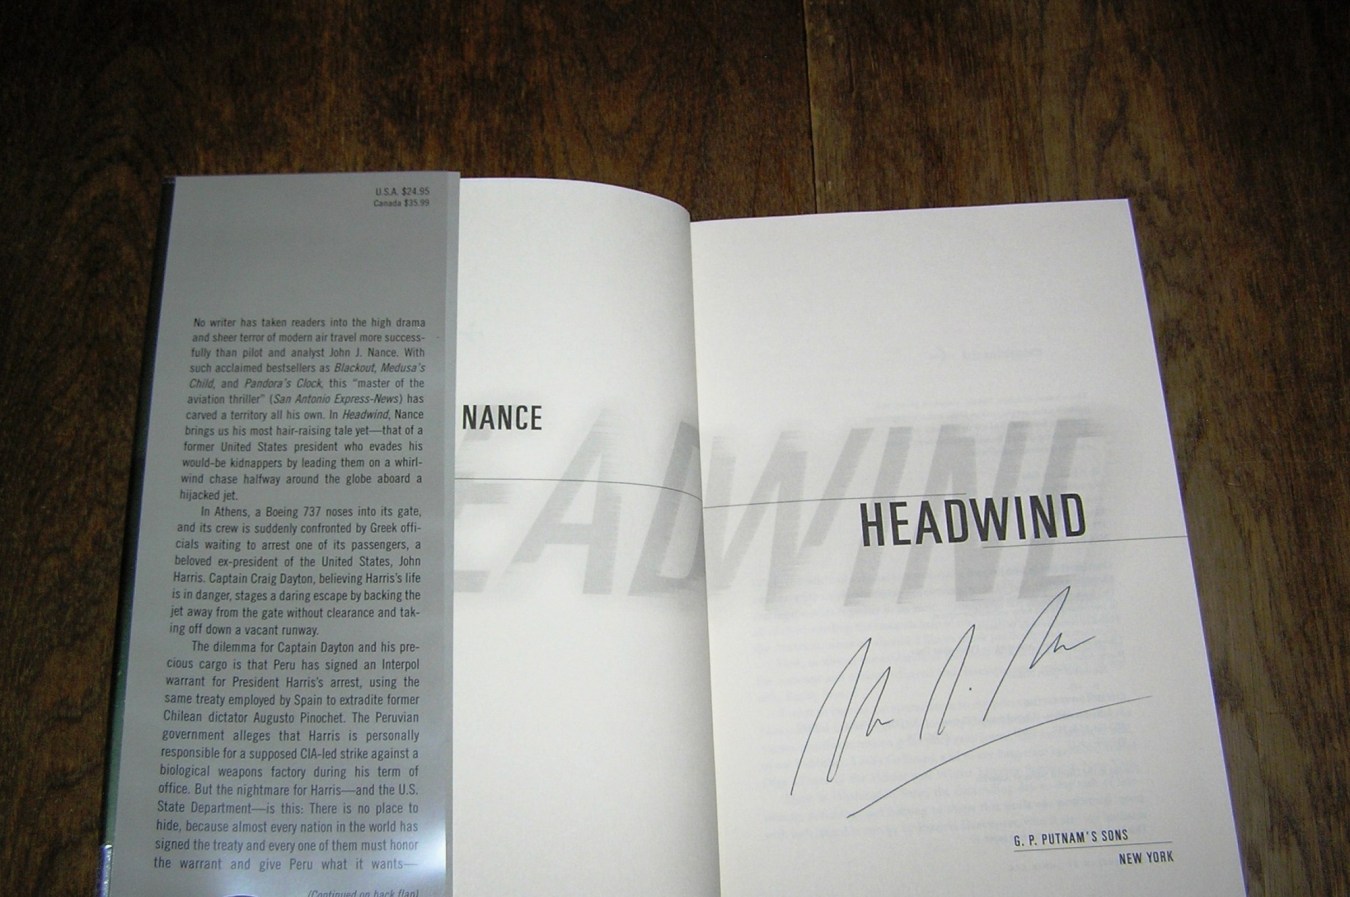 U.S.A. $24.95
Canada $35.99
No writer has taken readers into the high drama
and sheer terror of modern air travel more success-
fully than pilot and analyst John J. Nance. With
such acclaimed bestsellers as Blackout, Medusa's
Child, and Pandora's Clock, this "master of the
aviation thriller" (San Antonio Express-News) has
carved a territory all his own. In Headwind, Nance
brings us his most hair-raising tale yet—that of a
former United States president who evades his
would-be kidnappers by leading them on a whirl-
wind chase halfway around the globe aboard a
hijacked jet.
In Athens, a Boeing 737 noses into its gate,
and its crew is suddenly confronted by Greek offi-
cials waiting to arrest one of its passengers, a
beloved ex-president of the United States, John
Harris. Captain Craig Dayton, believing Harris's life
is in danger, stages a daring escape by backing the
jet away from the gate without clearance and tak-
ing off down a vacant runway.
The dilemma for Captain Dayton and his pre-
cious cargo is that Peru has signed an Interpol
warrant for President Harris's arrest, using the
same treaty employed by Spain to extradite former
Chilean dictator Augusto Pinochet. The Peruvian
government alleges that Harris is personally
responsible for a supposed CIA-led strike against a
biological weapons factory during his term of
office. But the nightmare for Harris—and the U.S.
State Department—is this: There is no place to
hide, because almost every nation in the world has
signed the treaty and every one of them must honor
the warrant and give Peru what it wants—
(Continued on back flap)
NANCE
EADWIND
HEADWIND
G. P. PUTNAM'S SONS
NEW YORK